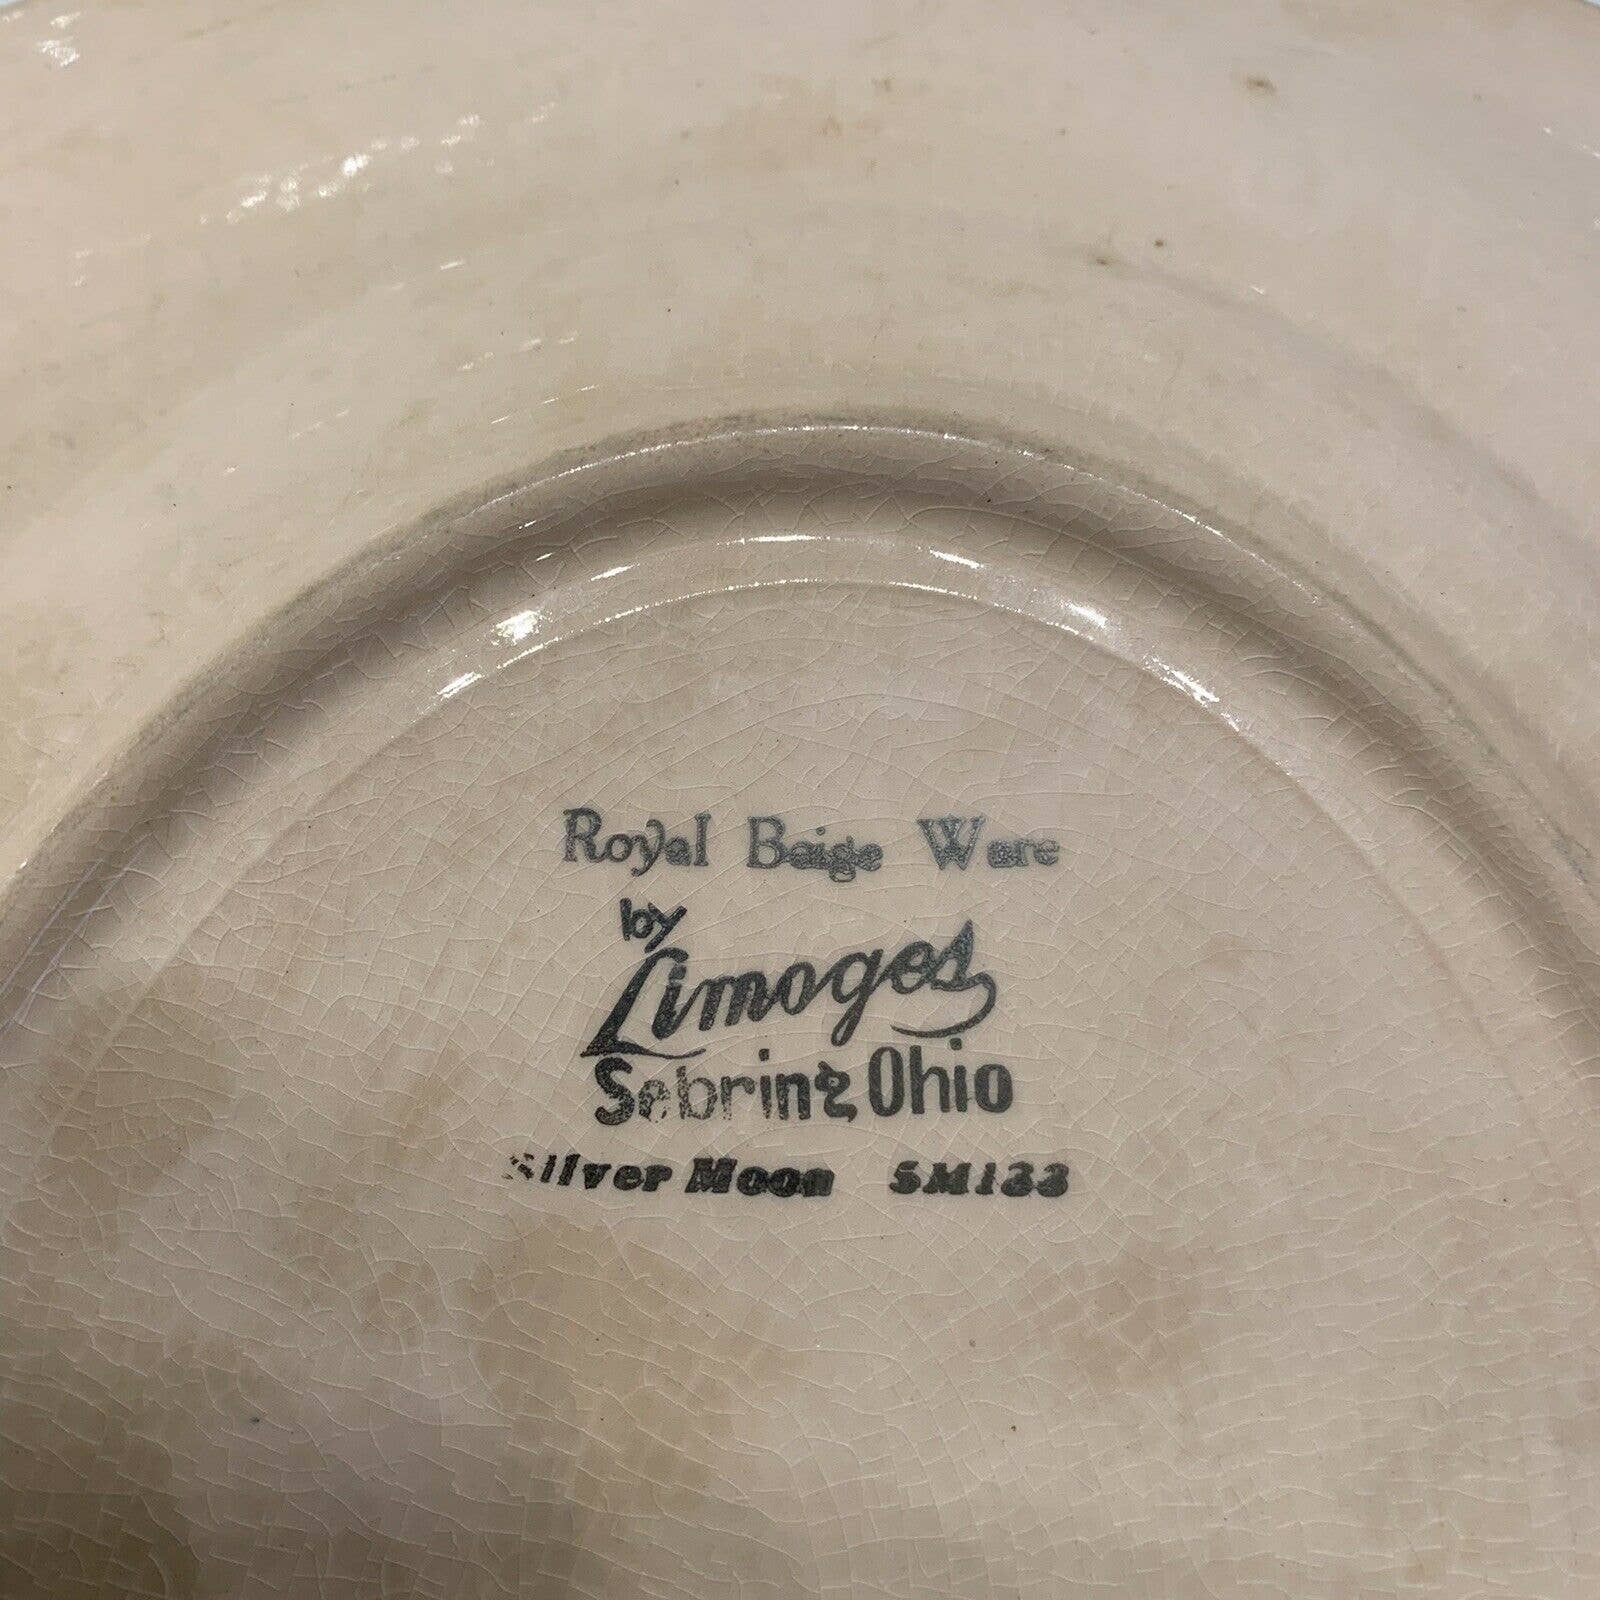 Royal Beige Ware
by
Limoges
Sebring Ohio
Silver Moon SM133